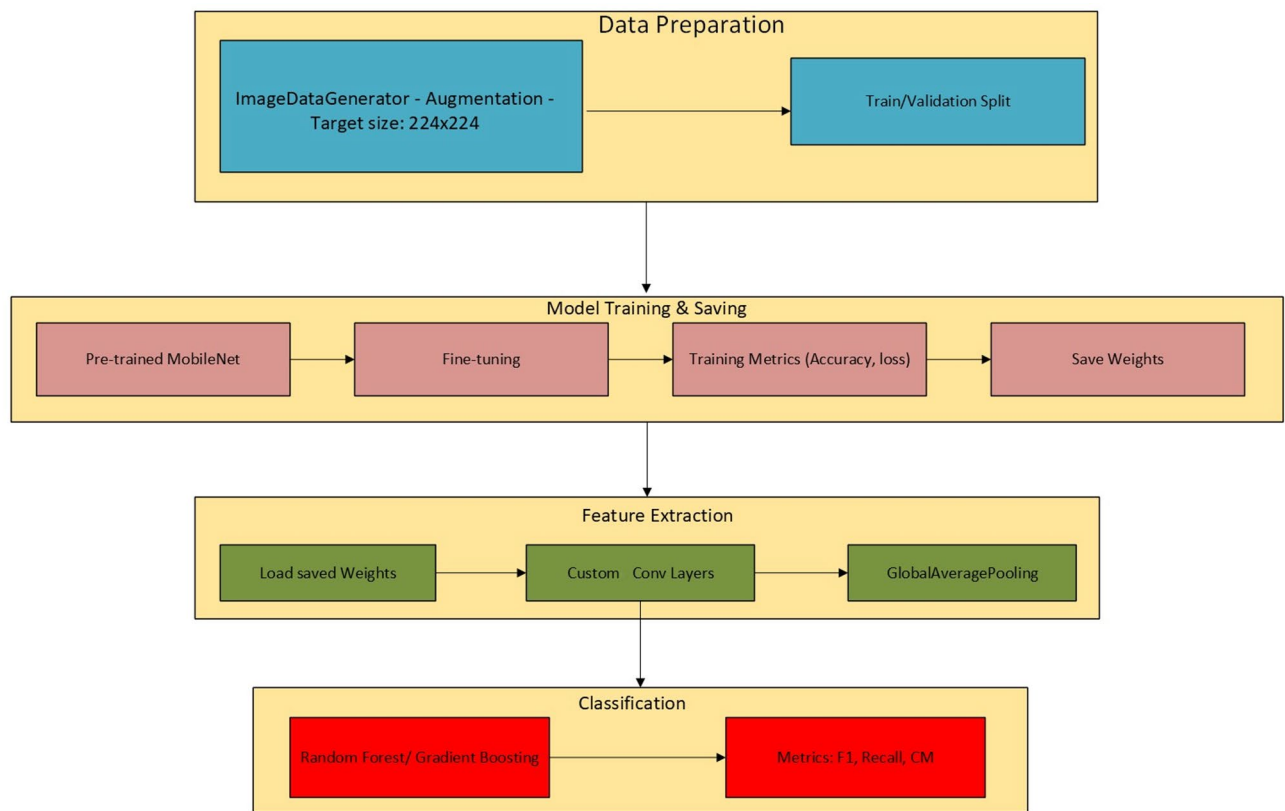 Data Preparation
ImageDataGenerator - Augmentation -
Target size: 224x224
Train/Validation Split
Model Training & Saving
Pre-trained MobileNet
Fine-tuning
Training Metrics (Accuracy, loss)
Save Weights
Feature Extraction
Load saved Weights
Custom Conv Layers
GlobalAveragePooling
Classification
Random Forest/ Gradient Boosting
Metrics: F1, Recall, CM